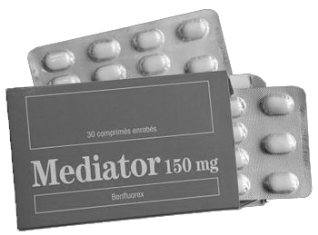 30 comprimés enrobés
Mediator 150 mg
Benfluorex